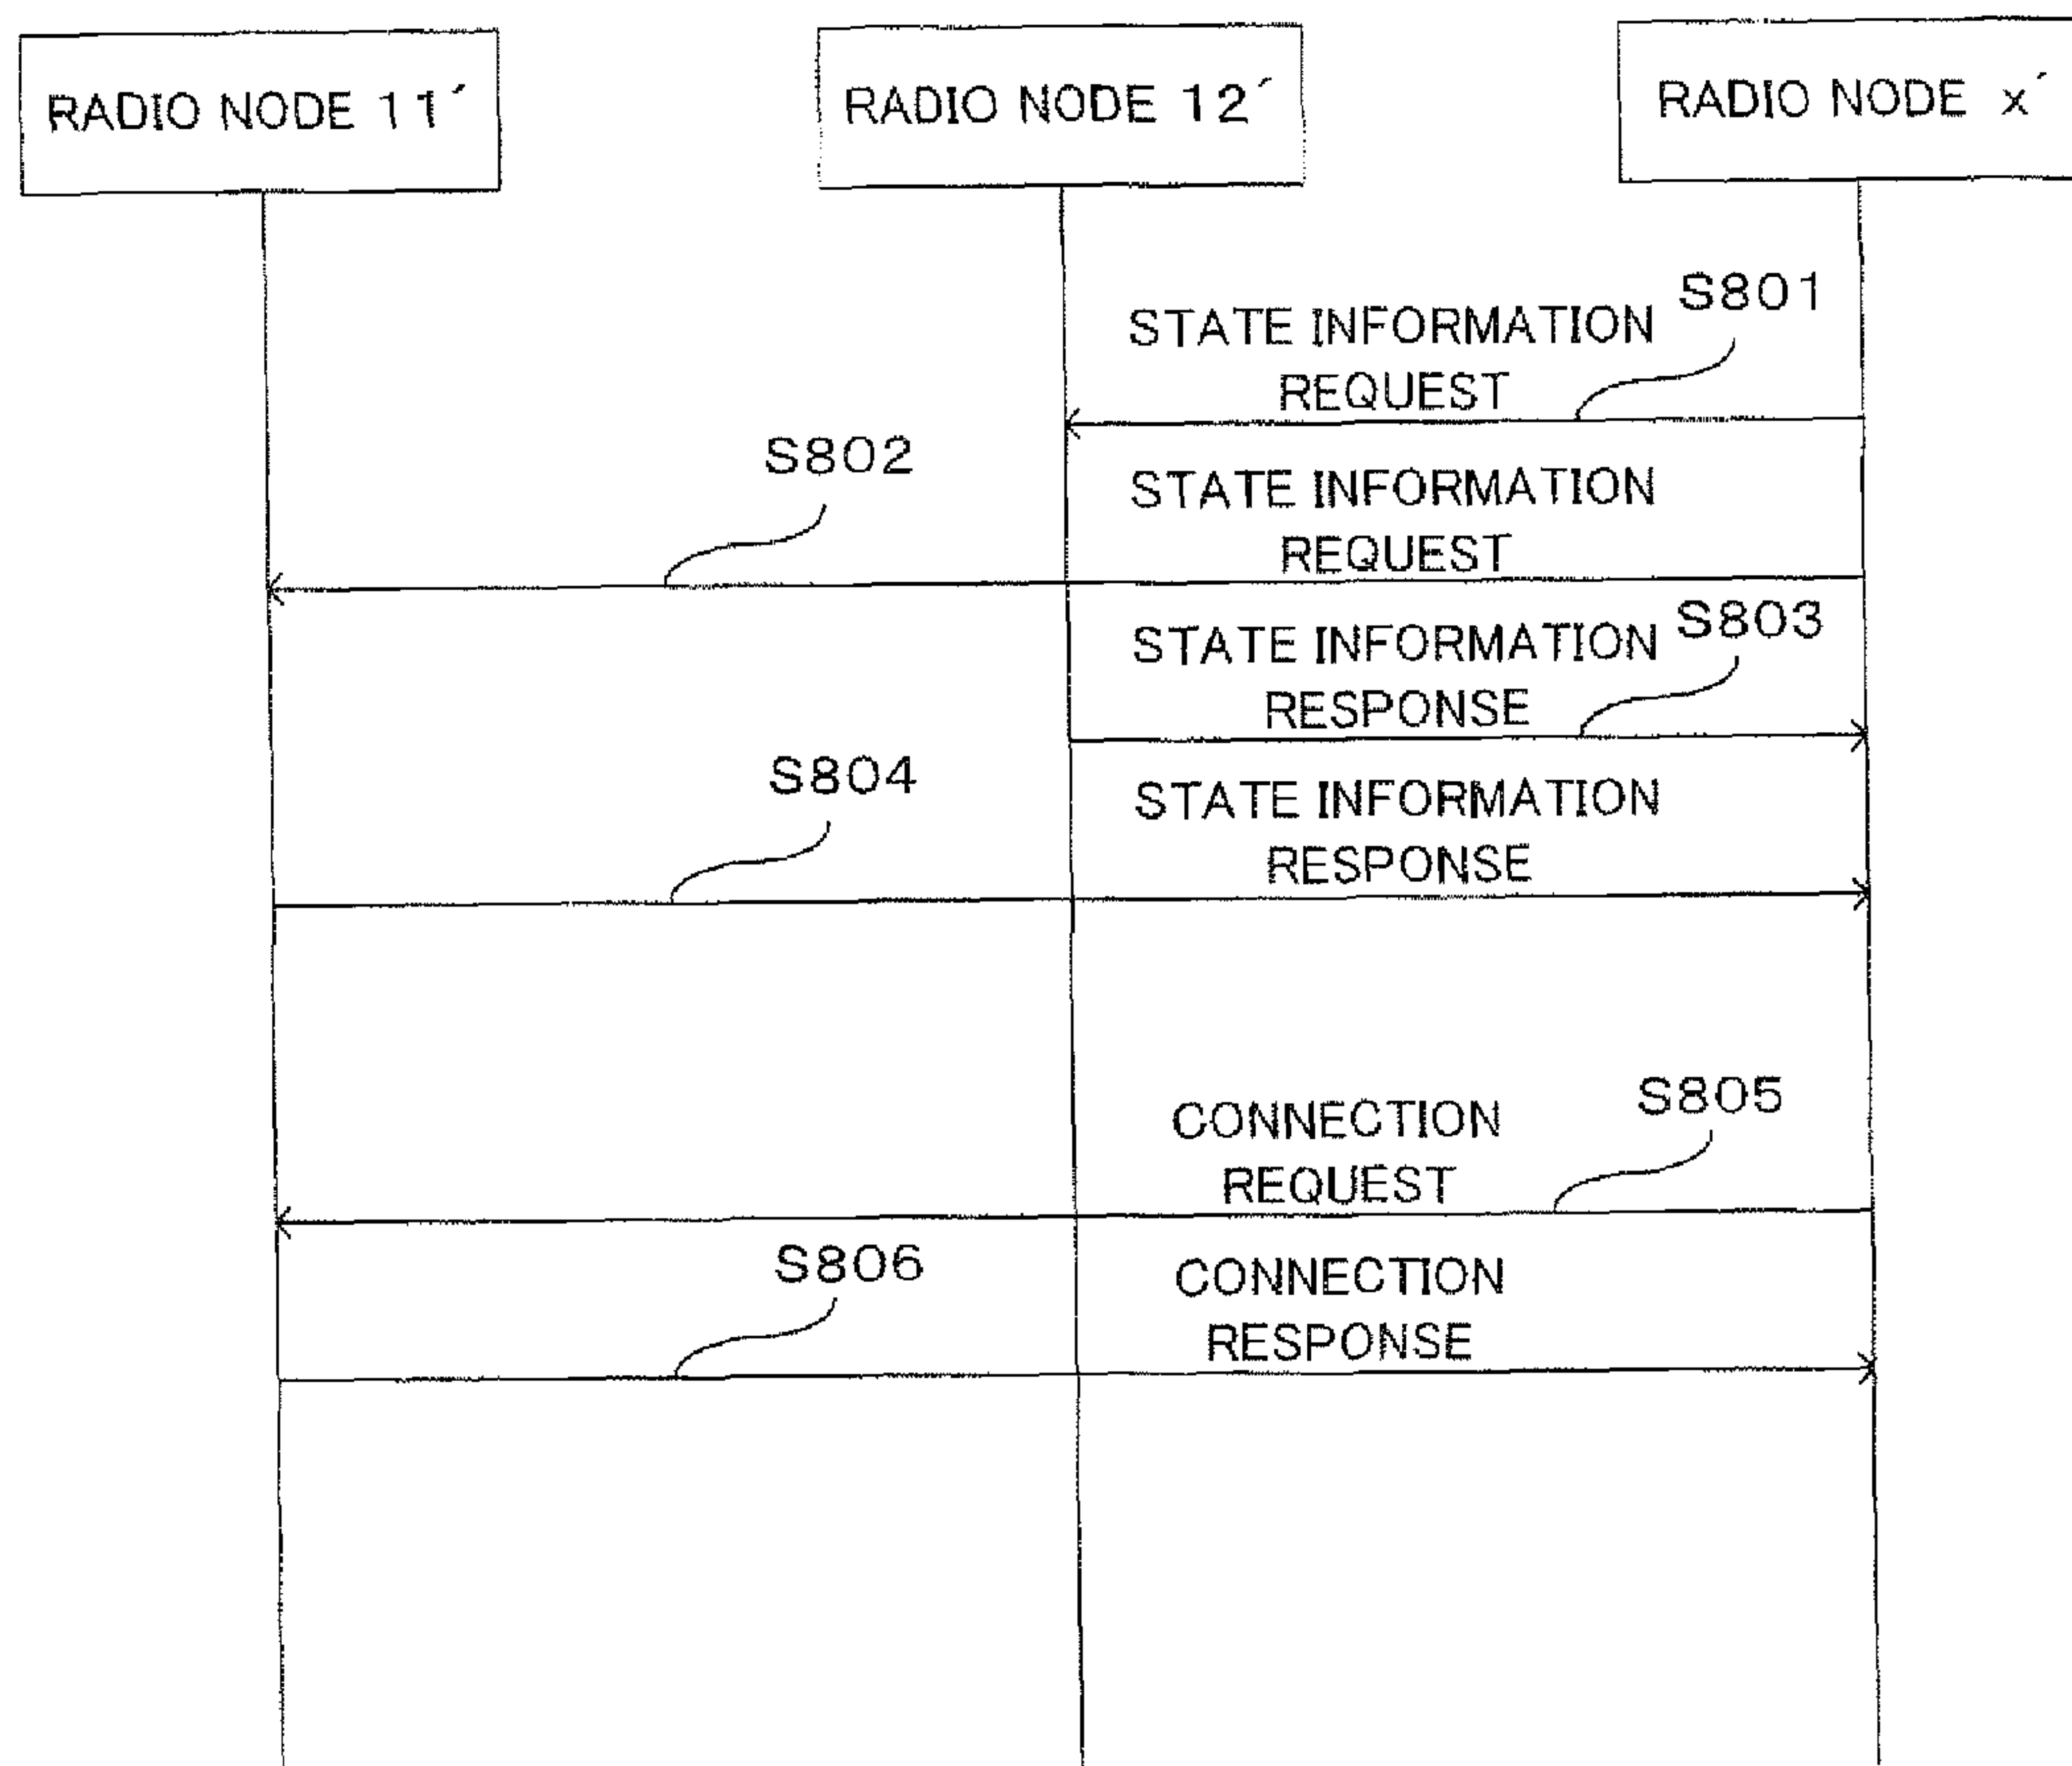 RADIO NODE 11´
RADIO NODE 12´
RADIO NODE x´
S801
STATE INFORMATION
REQUEST
S802
STATE INFORMATION
REQUEST
S803
STATE INFORMATION
RESPONSE
S804
STATE INFORMATION
RESPONSE
S805
CONNECTION
REQUEST
S806
CONNECTION
RESPONSE